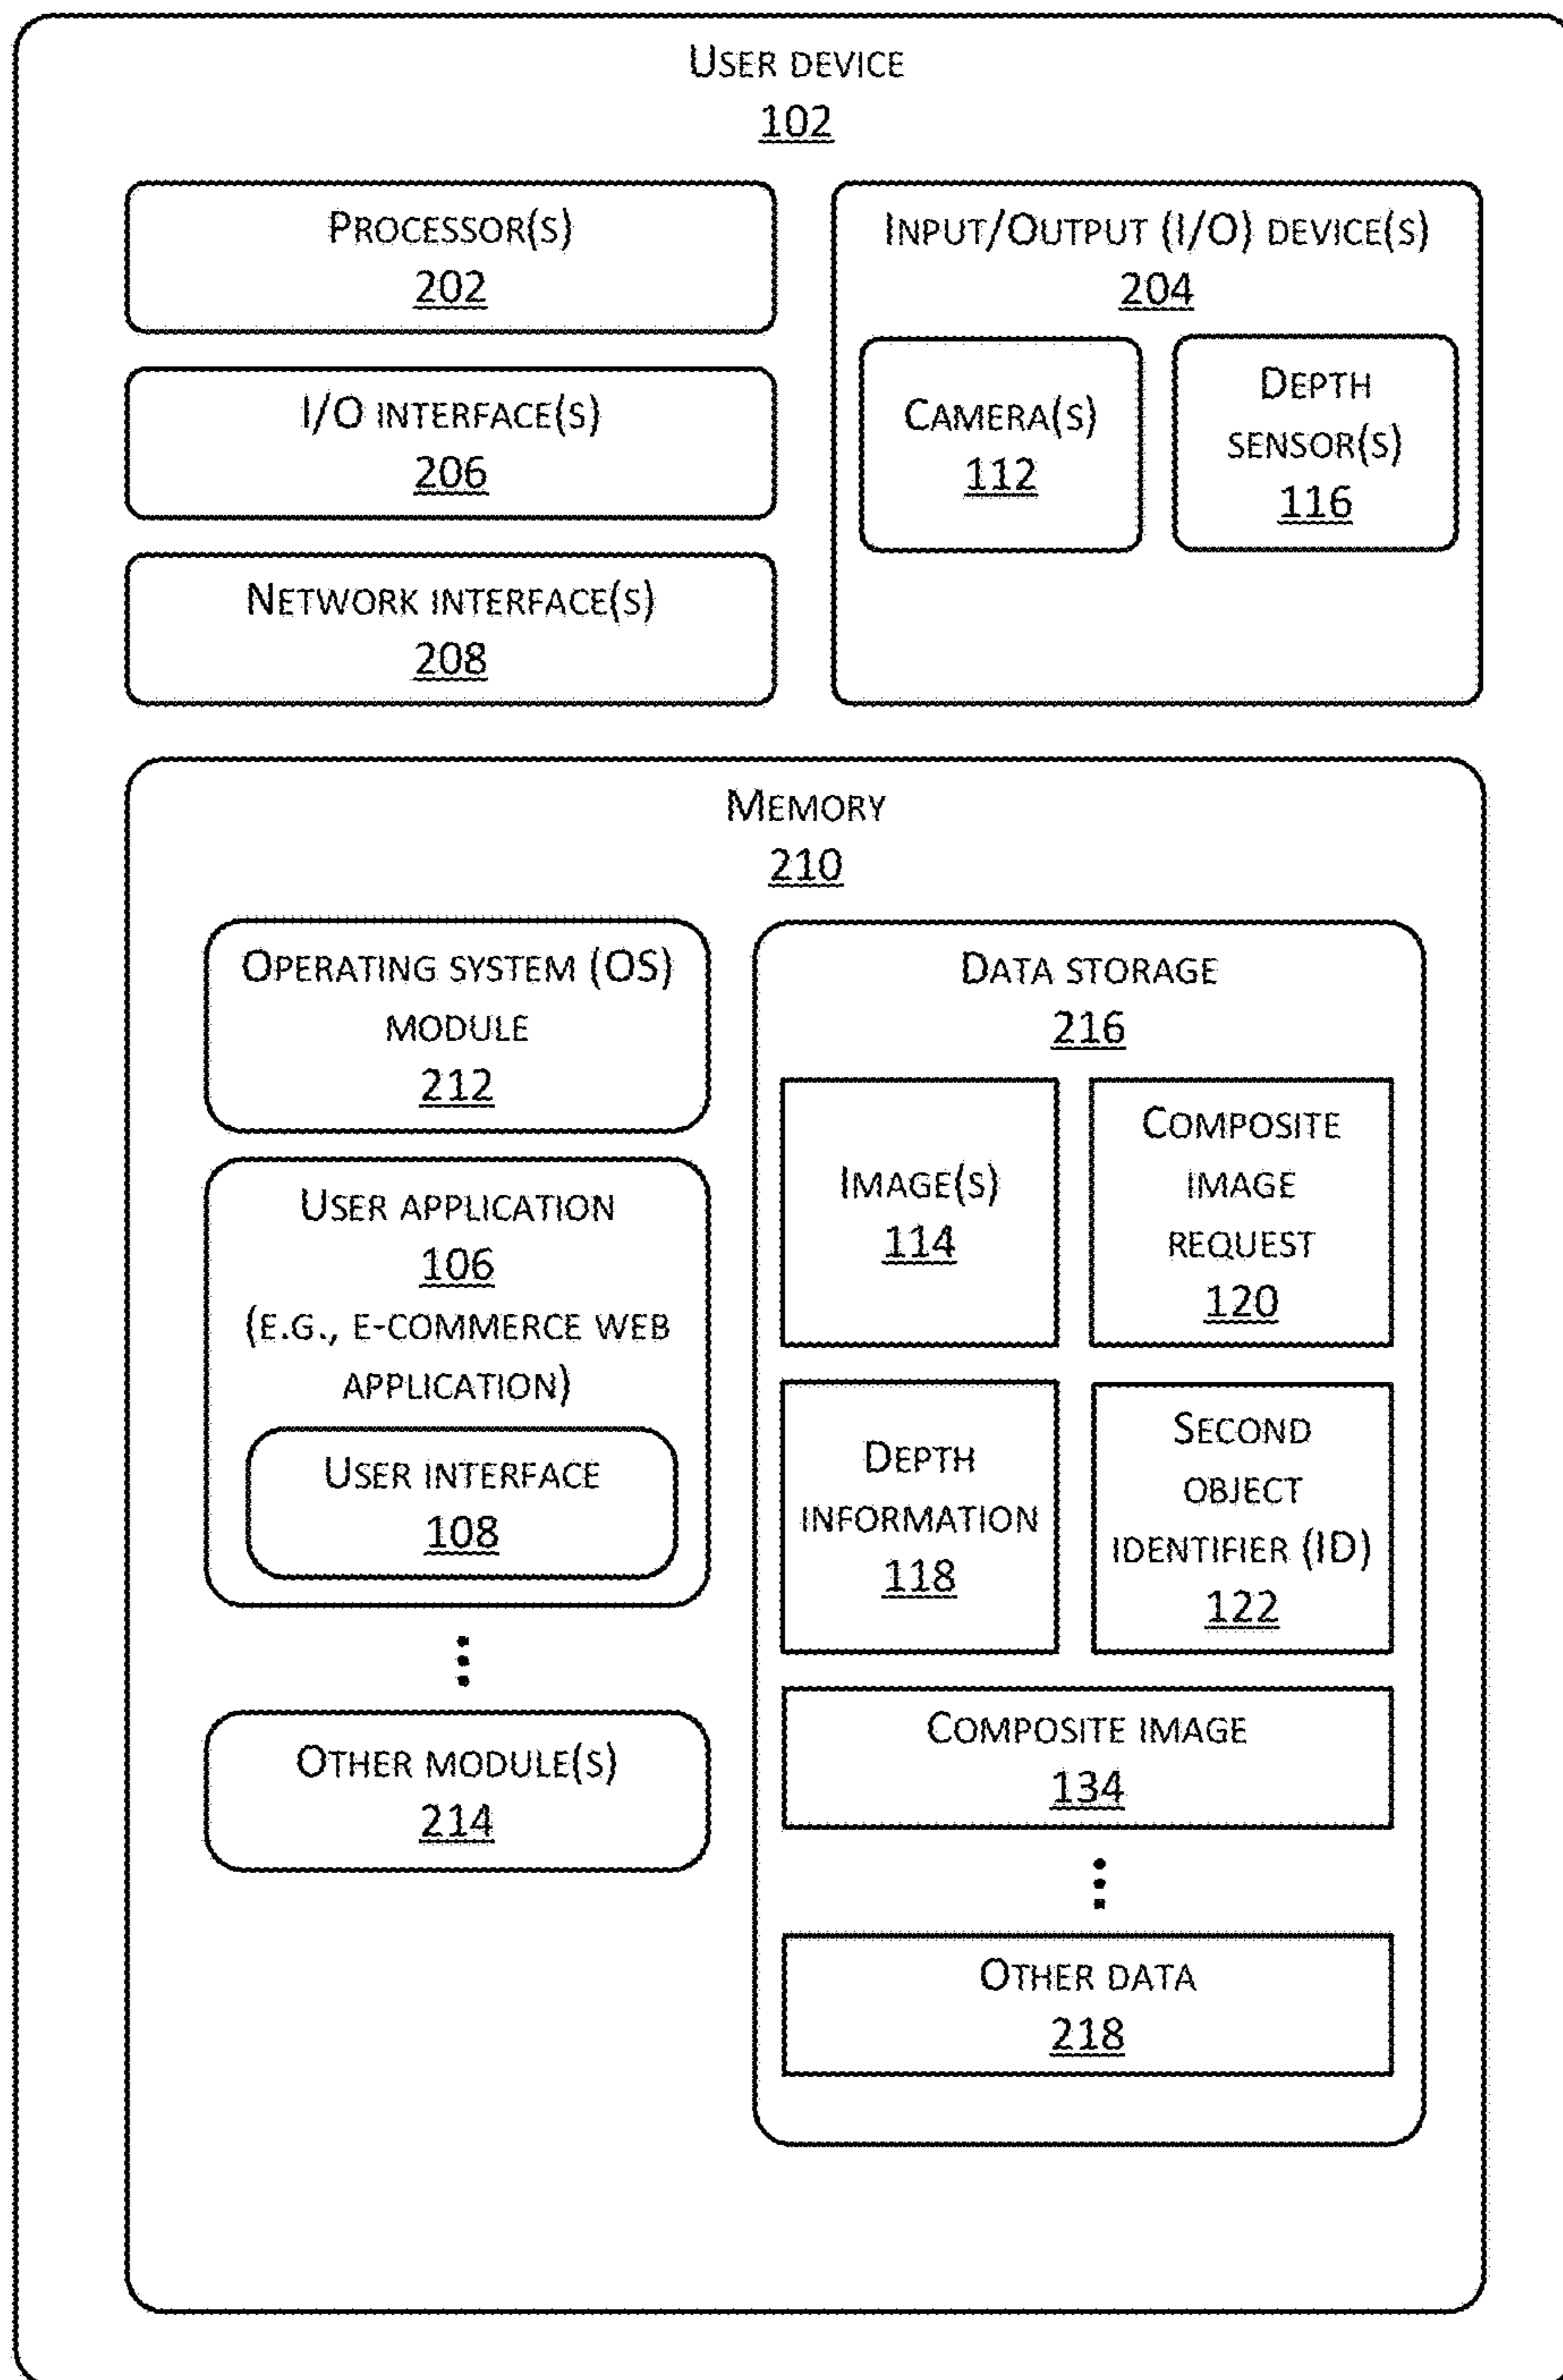 USER DEVICE
102
PROCESSOR(S)
202
I/O INTERFACE(S)
206
NETWORK INTERFACE(S)
208
INPUT/OUTPUT (I/O) DEVICE(S)
204
CAMERA(S)
112
DEPTH
SENSOR(S)
116
MEMORY
210
OPERATING SYSTEM (OS)
MODULE
212
USER APPLICATION
106
(E.G., E-COMMERCE WEB
APPLICATION)
USER INTERFACE
108
OTHER MODULE(S)
214
DATA STORAGE
216
IMAGE(S)
114
COMPOSITE
IMAGE
REQUEST
120
DEPTH
INFORMATION
118
SECOND
OBJECT
IDENTIFIER (ID)
122
COMPOSITE IMAGE
134
OTHER DATA
218